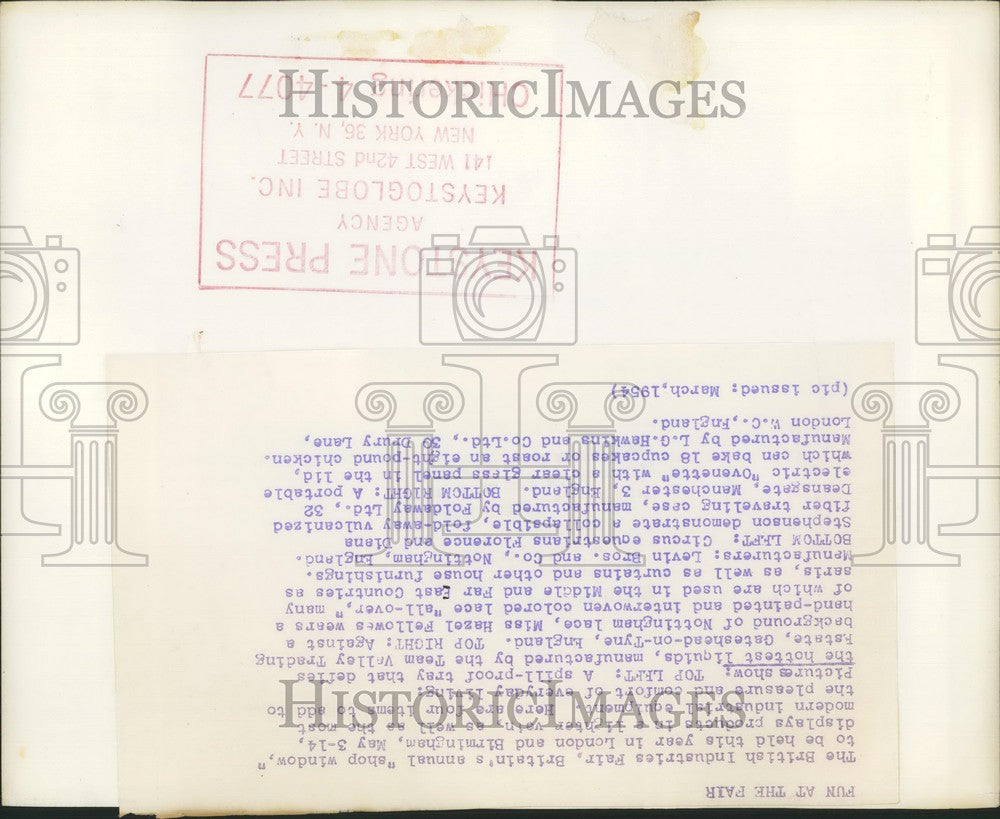 FUN AT THE FAIR
The British Industries Fair, Britain's annual "shop window,"
to be held this year in London and Birmingham, May 3-14,
displays products in a lighter vein as well as the most
modern industrial equipment. Here are four items to add to
the pleasure and comfort of everyday living:
Pictures show: TOP LEFT: A spill-proof tray that defies
the hottest liquids, manufactured by the Team Valley Trading
Estate, Gateshead-on-Tyne, England. TOP RIGHT: Against a
background of Nottingham lace, Miss Hazel Fellowes wears a
hand-painted and interwoven colored lace "all-over," many
of which are used in the Middle and Far East Countries as
saris, as well as curtains and other house furnishings.
Manufacturers: Levin Bros. and Co., Nottingham, England.
BOTTOM LEFT: Circus equestrians Florence and Diana
Stephenson demonstrate a collapsible, fold-away vulcanized
fiber traveling case, manufactured by Foldaway Ltd., 32
Deansgate, Manchester 3, England. BOTTOM RIGHT: A portable
electric "Ovenette" with a clear glass panel in the lid,
which can bake 18 cupcakes or roast an eight-pound chicken.
Manufactured by L.G.Hawkins and Co.Ltd., 30 Drury Lane,
London W.C.,England.
(pic issued: March,1954)
KEYSTONE PRESS
AGENCY
KEYSTOGLOBE INC.
141 WEST 42nd STREET
NEW YORK 36, N. Y.
CHickering 4-4077
HISTORICIMAGES
HISTORICIMAGES